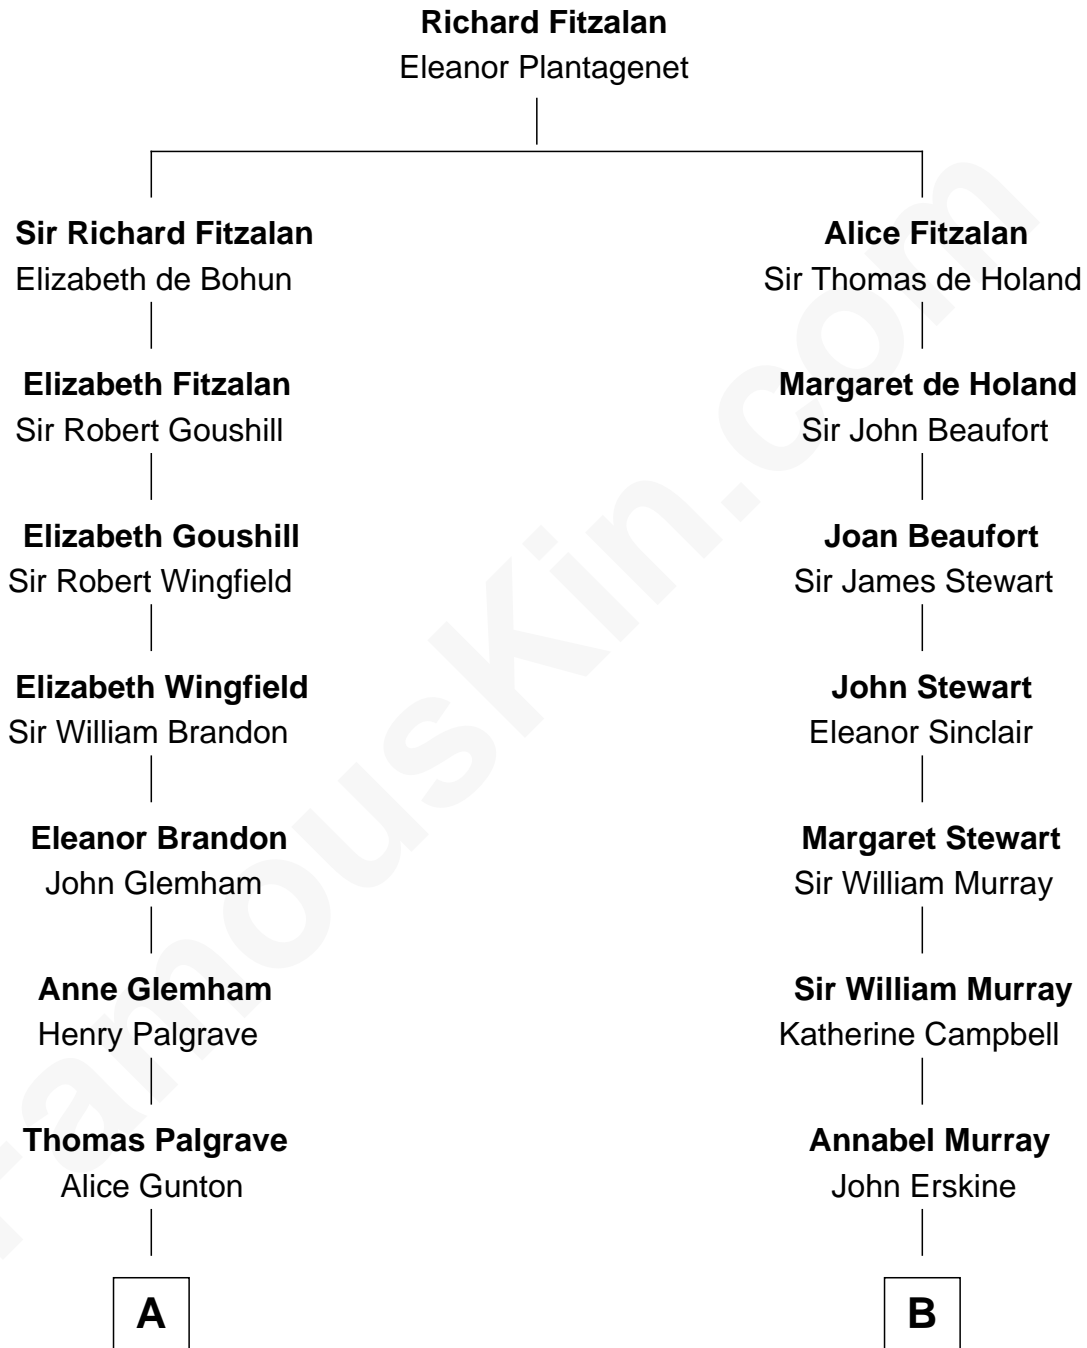 Richard Fitzalan
Eleanor Plantagenet
Sir Richard Fitzalan
Elizabeth de Bohun
Alice Fitzalan
Sir Thomas de Holand
Elizabeth Fitzalan
Sir Robert Goushill
Margaret de Holand
Sir John Beaufort
Elizabeth Goushill
Sir Robert Wingfield
Joan Beaufort
Sir James Stewart
Elizabeth Wingfield
Sir William Brandon
John Stewart
Eleanor Sinclair
Eleanor Brandon
John Glemham
Margaret Stewart
Sir William Murray
Anne Glemham
Henry Palgrave
Sir William Murray
Katherine Campbell
Thomas Palgrave
Alice Gunton
Annabel Murray
John Erskine
A
B
FamousKin.com